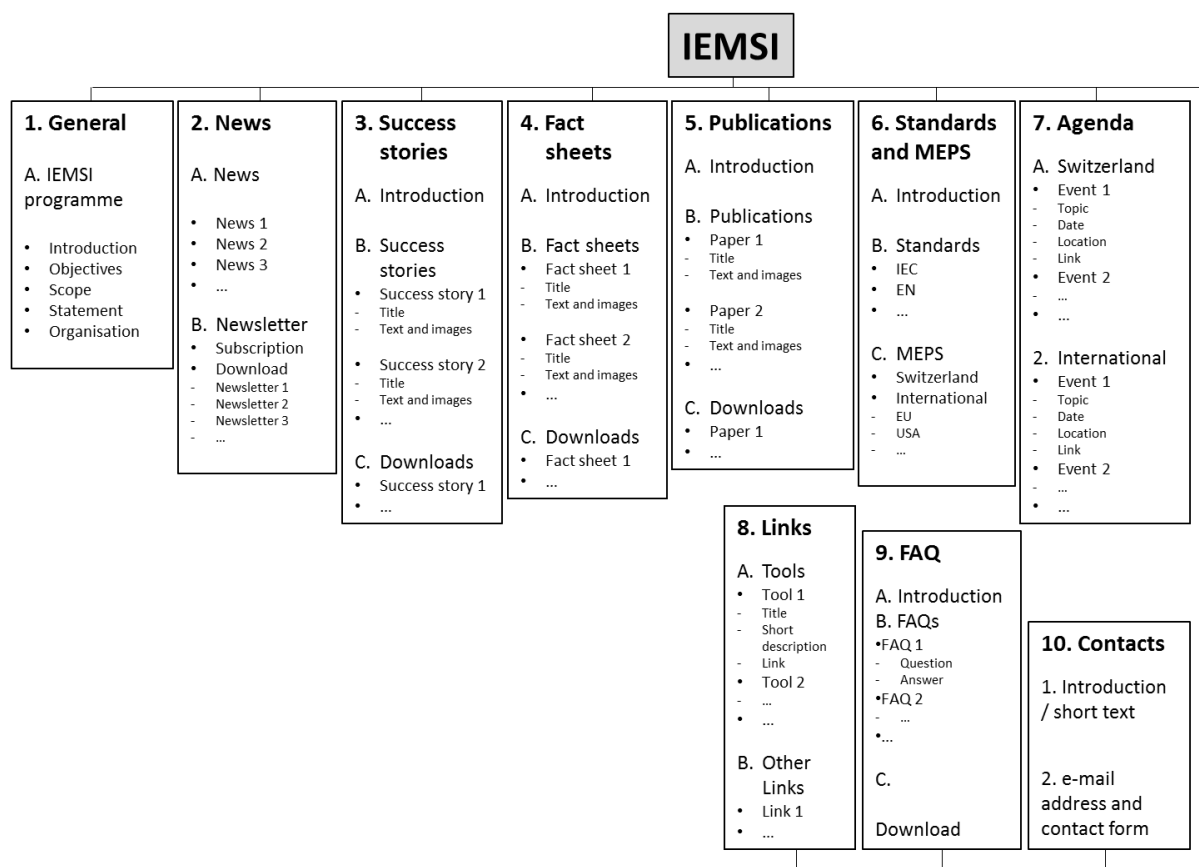 IEMSI
1. General
A. IEMSI
programme
• Introduction
• Objectives
• Scope
• Statement
• Organisation
2. News
A. News
• News 1
• News 2
• News 3
• ...
B. Newsletter
• Subscription
• Download
- Newsletter 1
- Newsletter 2
- Newsletter 3
- ...
3. Success
stories
A. Introduction
B. Success
stories
• Success story 1
- Title
- Text and images
• Success story 2
- Title
- Text and images
• ...
C. Downloads
• Success story 1
• ...
4. Fact
sheets
A. Introduction
B. Fact sheets
• Fact sheet 1
- Title
- Text and images
• Fact sheet 2
- Title
- Text and images
• ...
C. Downloads
• Fact sheet 1
• ...
5. Publications
A. Introduction
B. Publications
• Paper 1
- Title
- Text and images
• Paper 2
- Title
- Text and images
• ...
C. Downloads
• Paper 1
• ...
6. Standards
and MEPS
A. Introduction
B. Standards
• IEC
• EN
• ...
C. MEPS
• Switzerland
• International
- EU
- USA
- ...
7. Agenda
A. Switzerland
• Event 1
- Topic
- Date
- Location
- Link
• Event 2
- ...
• ...
2. International
• Event 1
- Topic
- Date
- Location
- Link
• Event 2
- ...
• ...
8. Links
A. Tools
• Tool 1
- Title
- Short
description
- Link
• Tool 2
- ...
• ...
B. Other
Links
• Link 1
• ...
9. FAQ
A. Introduction
B. FAQs
•FAQ 1
- Question
- Answer
•FAQ 2
- ...
•...
C.
Download
10. Contacts
1. Introduction
/ short text
2. e-mail
address and
contact form